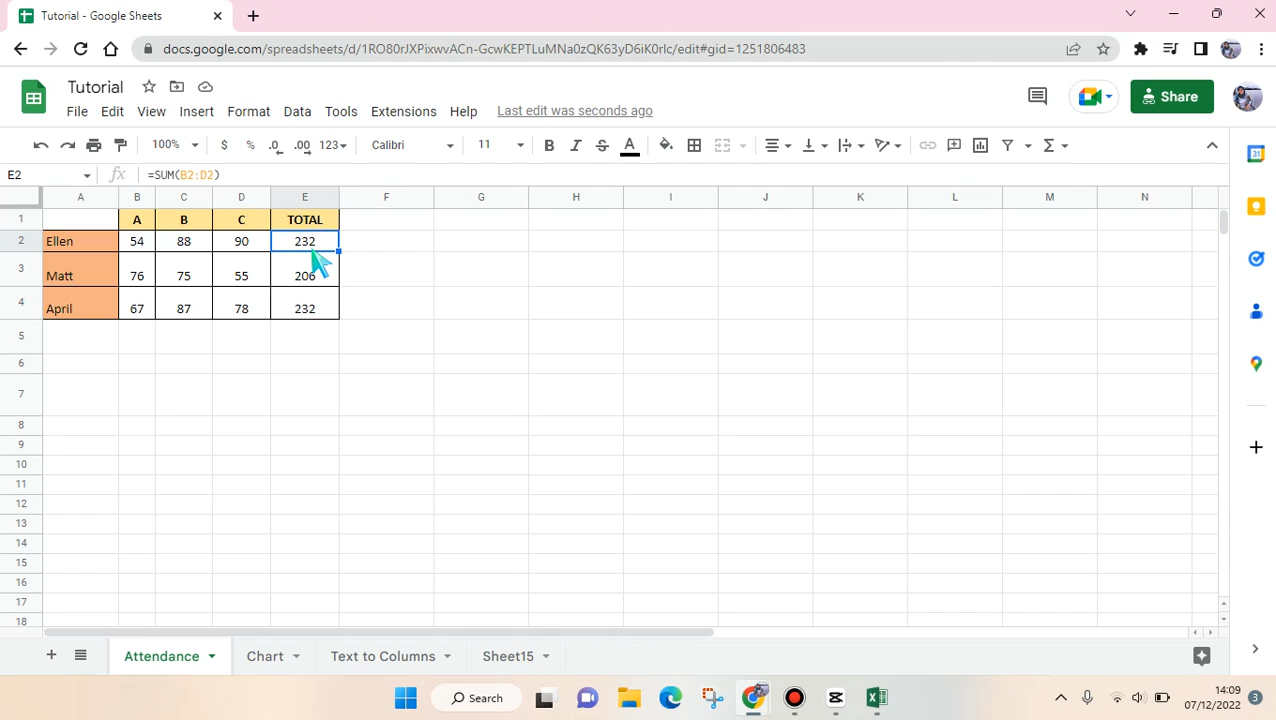 Tutorial - Google Sheets
docs.google.com/spreadsheets/d/1RO80rJXPixwvACn-GcwKEPTLuMNa0zQK63yD6iK0rlc/edit#gid=1251806483
Tutorial
File Edit View Insert Format Data Tools Extensions Help Last edit was seconds ago
Share
100% $ % .0 .00 123 Calibri 11 B I S A Σ
E2 fx =SUM(B2:D2)
A B C D E F G H I J K L M N
1 A B C TOTAL
2 Ellen 54 88 90 232
3 Matt 76 75 55 206
4 April 67 87 78 232
5
6
7
8
9
10
11
12
13
14
15
16
17
18
Attendance Chart Text to Columns Sheet15
Search
14:09
07/12/2022
3